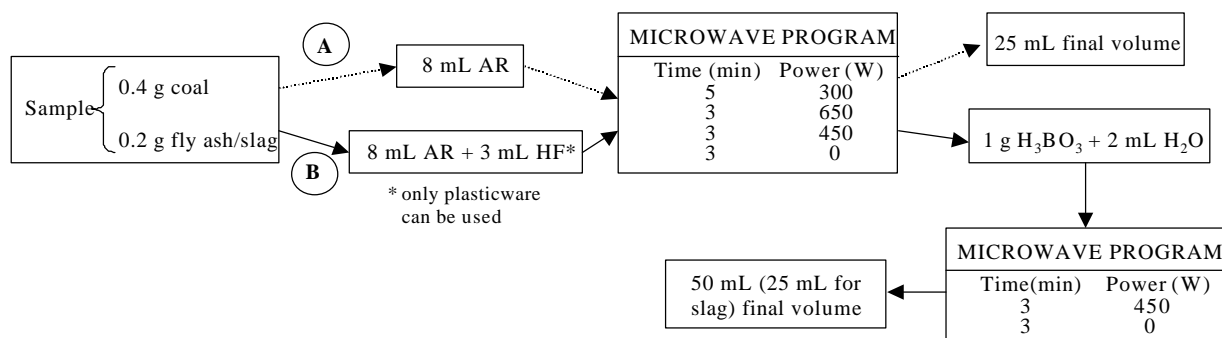 A
Sample
0.4 g coal
0.2 g fly ash/slag
B
8 mL AR
8 mL AR + 3 mL HF*
* only plasticware
can be used
MICROWAVE PROGRAM
Time (min) Power (W)
5 300
3 650
3 450
3 0
25 mL final volume
1 g H₃BO₃ + 2 mL H₂O
MICROWAVE PROGRAM
Time(min) Power (W)
3 450
3 0
50 mL (25 mL for
slag) final volume